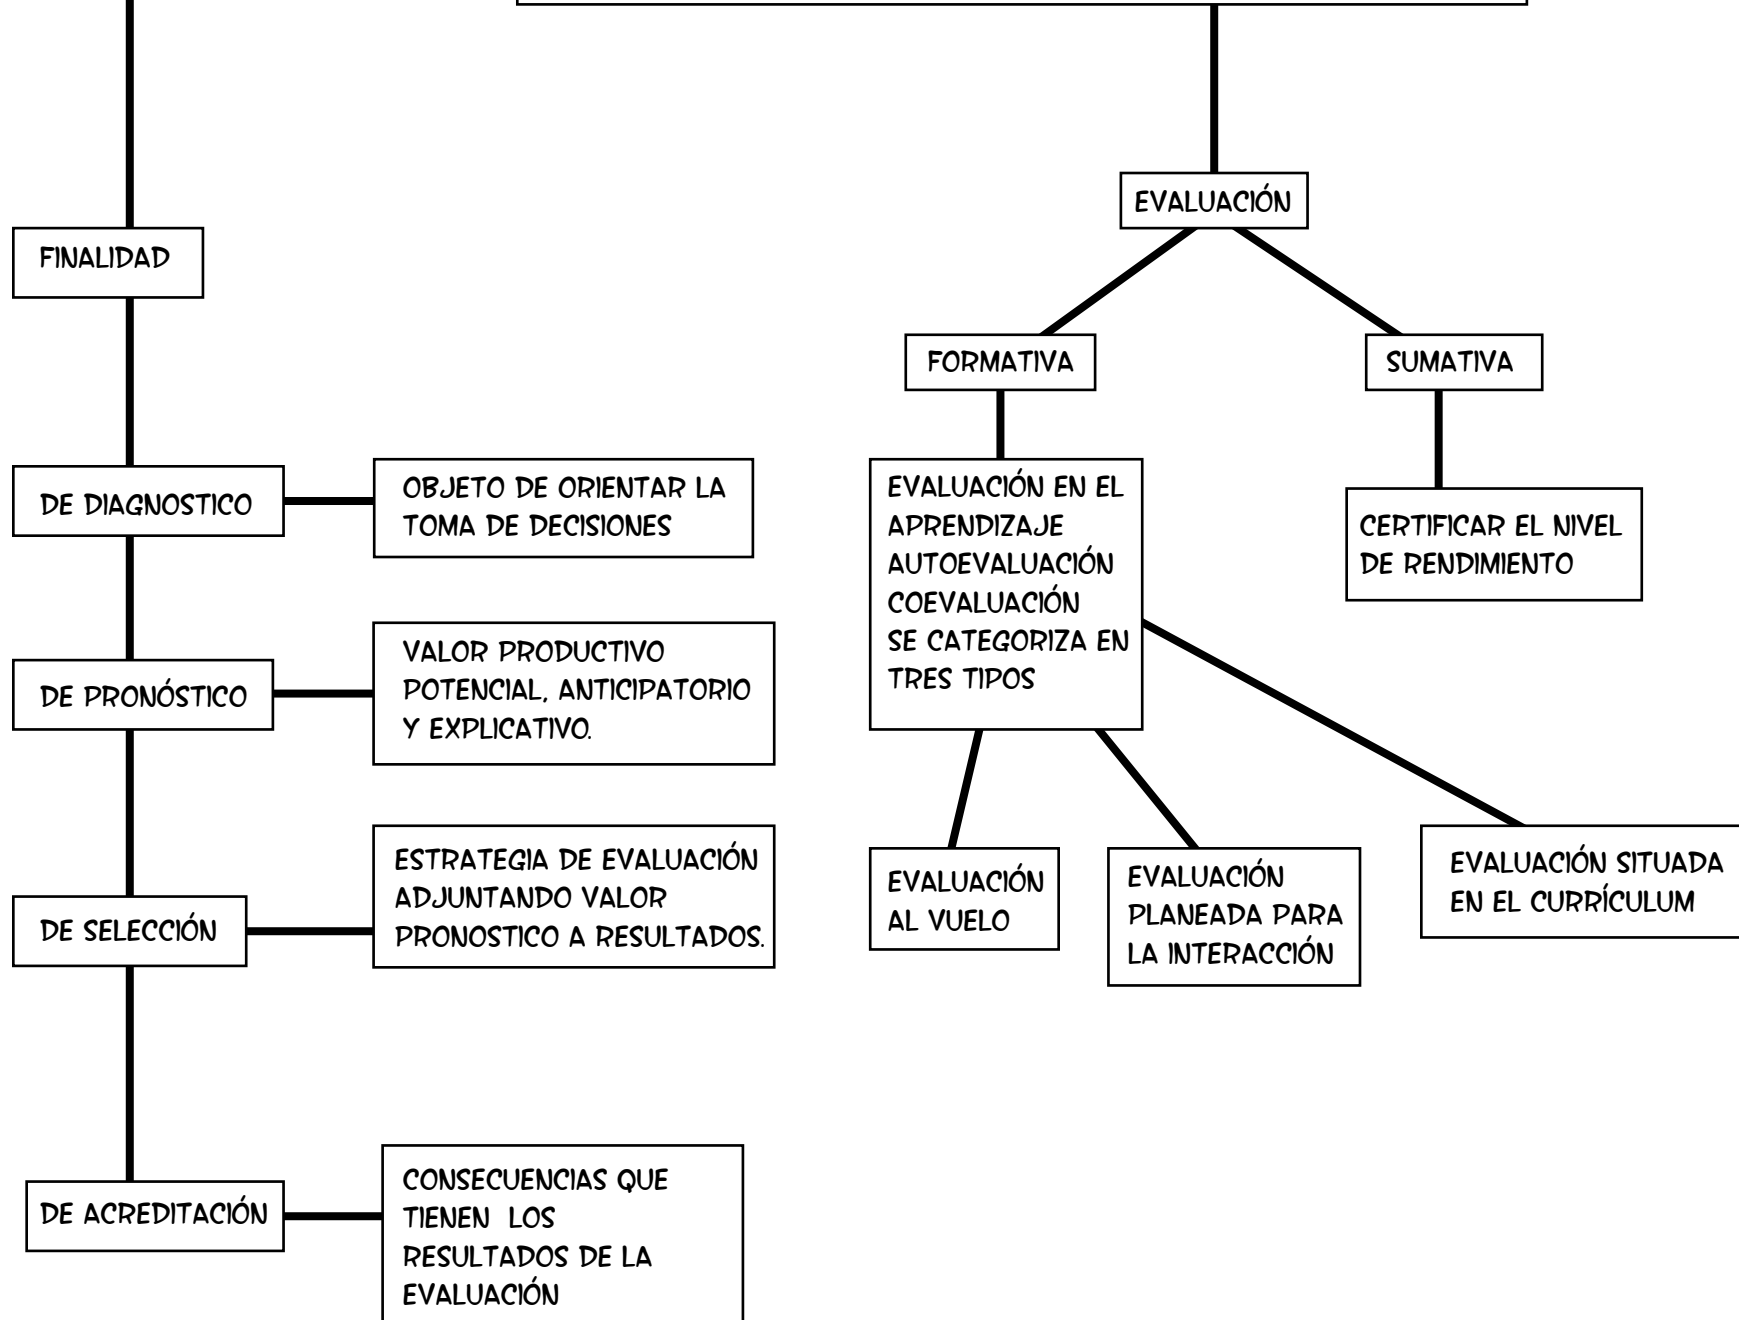 FINALIDAD
DE DIAGNOSTICO
OBJETO DE ORIENTAR LA
TOMA DE DECISIONES
DE PRONÓSTICO
VALOR PRODUCTIVO
POTENCIAL, ANTICIPATORIO
Y EXPLICATIVO.
DE SELECCIÓN
ESTRATEGIA DE EVALUACIÓN
ADJUNTANDO VALOR
PRONOSTICO A RESULTADOS.
DE ACREDITACIÓN
CONSECUENCIAS QUE
TIENEN LOS
RESULTADOS DE LA
EVALUACIÓN
EVALUACIÓN
FORMATIVA
SUMATIVA
EVALUACIÓN EN EL
APRENDIZAJE
AUTOEVALUACIÓN
COEVALUACIÓN
SE CATEGORIZA EN
TRES TIPOS
CERTIFICAR EL NIVEL
DE RENDIMIENTO
EVALUACIÓN
AL VUELO
EVALUACIÓN
PLANEADA PARA
LA INTERACCIÓN
EVALUACIÓN SITUADA
EN EL CURRÍCULUM